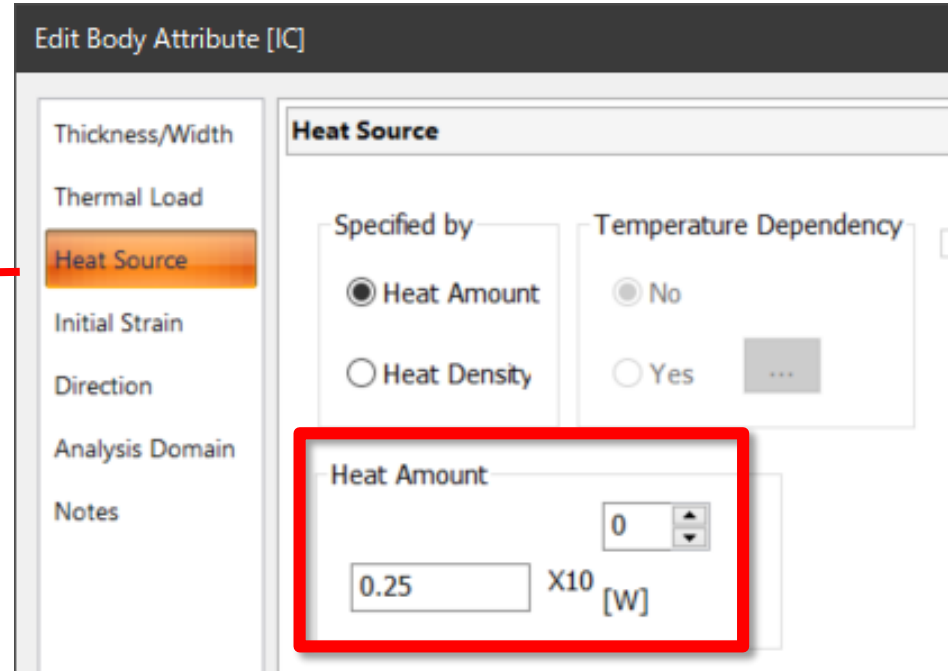 Edit Body Attribute [IC]
Thickness/Width
Thermal Load
Heat Source
Initial Strain
Direction
Analysis Domain
Notes
Heat Source
Specified by
Heat Amount
Heat Density
Temperature Dependency
No
Yes ...
Heat Amount
0
0.25 X10 [W]